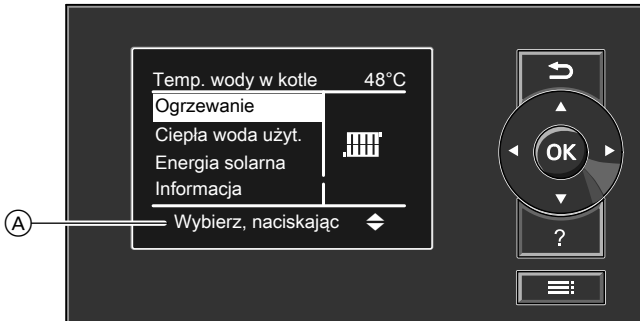 Temp. wody w kotle 48°C
Ogrzewanie
Ciepła woda użyt.
Energia solarna
Informacja
Wybierz, naciskając
A
OK
?